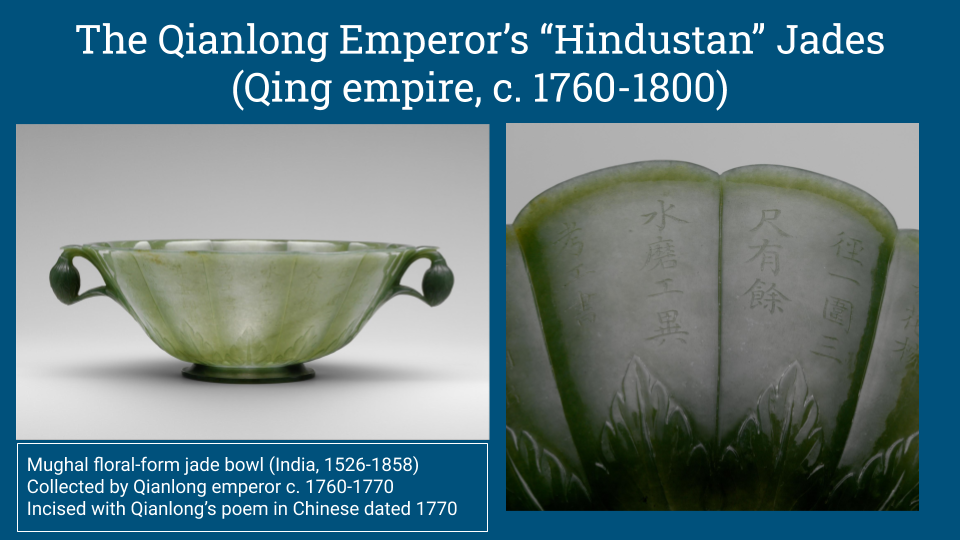 The Qianlong Emperor’s “Hindustan” Jades
(Qing empire, c. 1760-1800)
徑一圍三
尺有餘
水磨工異
Mughal floral-form jade bowl (India, 1526-1858)
Collected by Qianlong emperor c. 1760-1770
Incised with Qianlong’s poem in Chinese dated 1770